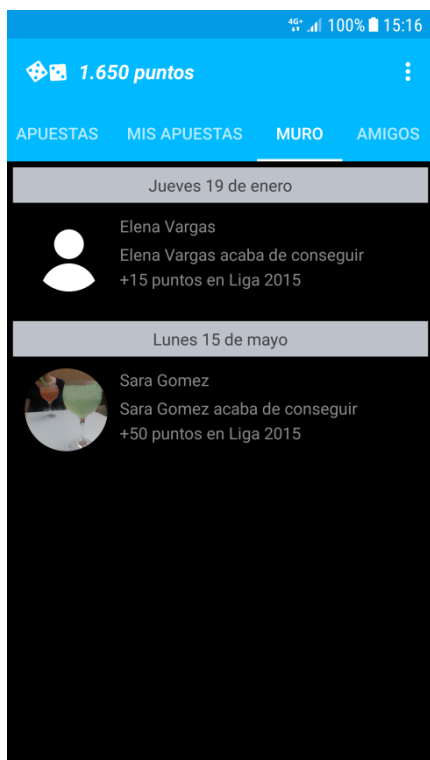 4G+ 100% 15:16
1.650 puntos
APUESTAS MIS APUESTAS MURO AMIGOS
Jueves 19 de enero
Elena Vargas
Elena Vargas acaba de conseguir
+15 puntos en Liga 2015
Lunes 15 de mayo
Sara Gomez
Sara Gomez acaba de conseguir
+50 puntos en Liga 2015